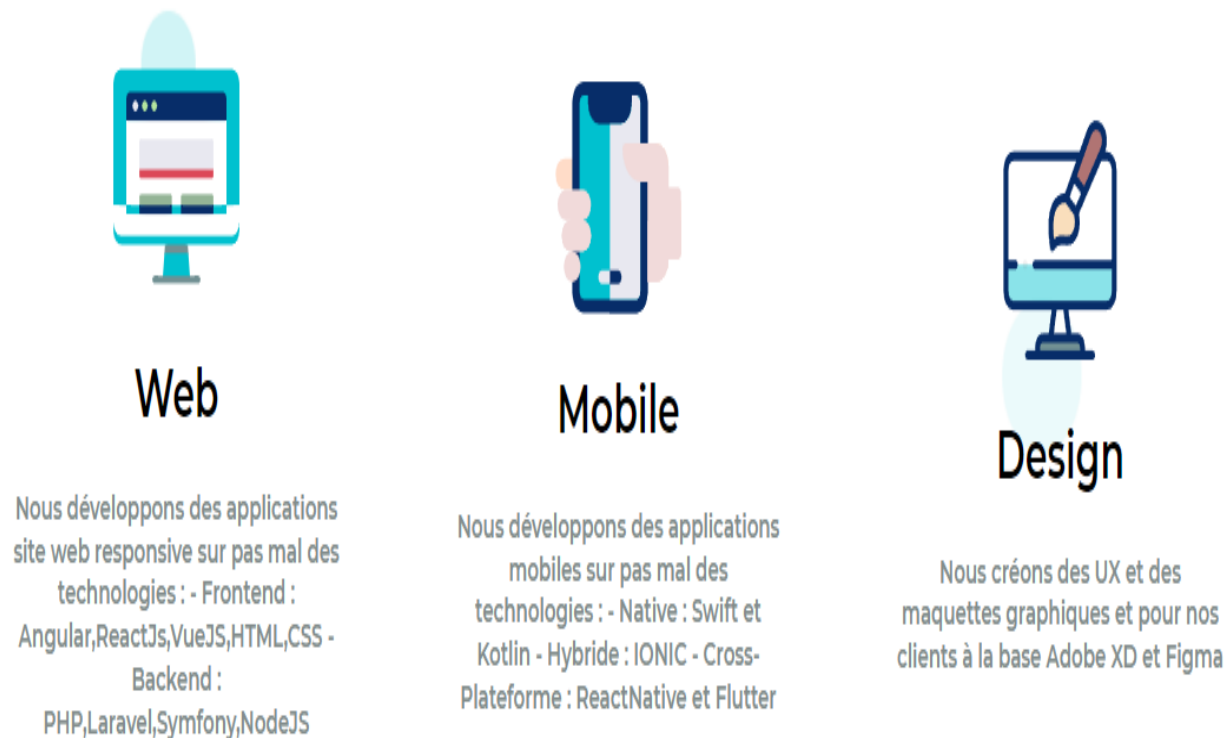 Web
Nous développons des applications
site web responsive sur pas mal des
technologies : - Frontend :
Angular,ReactJs,VueJS,HTML,CSS -
Backend :
PHP,Laravel,Symfony,NodeJS
Mobile
Nous développons des applications
mobiles sur pas mal des
technologies : - Native : Swift et
Kotlin - Hybride : IONIC - Cross-
Plateforme : ReactNative et Flutter
Design
Nous créons des UX et des
maquettes graphiques et pour nos
clients à la base Adobe XD et Figma